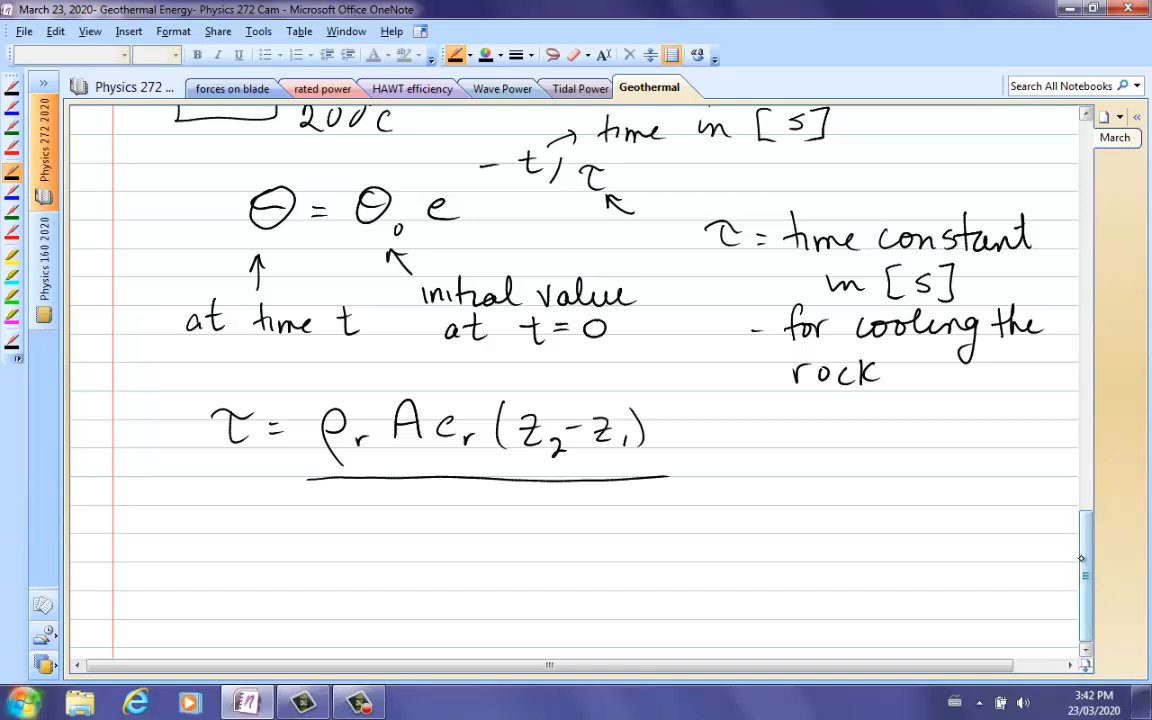 March 23, 2020- Geothermal Energy- Physics 272 Cam - Microsoft Office OneNote
File Edit View Insert Format Share Tools Table Window Help
B I U
Physics 272 ... forces on blade rated power HAWT efficiency Wave Power Tidal Power Geothermal
Search All Notebooks
March
Physics 272 2020
Physics 160 2020
200°C
time in [s]
- t / τ
Θ = Θ₀ e
at time t
initial value
at t = 0
τ = time constant
in [s]
- for cooling the
rock
τ = ρᵣ A cᵣ (z₂ - z₁)
3:42 PM
23/03/2020